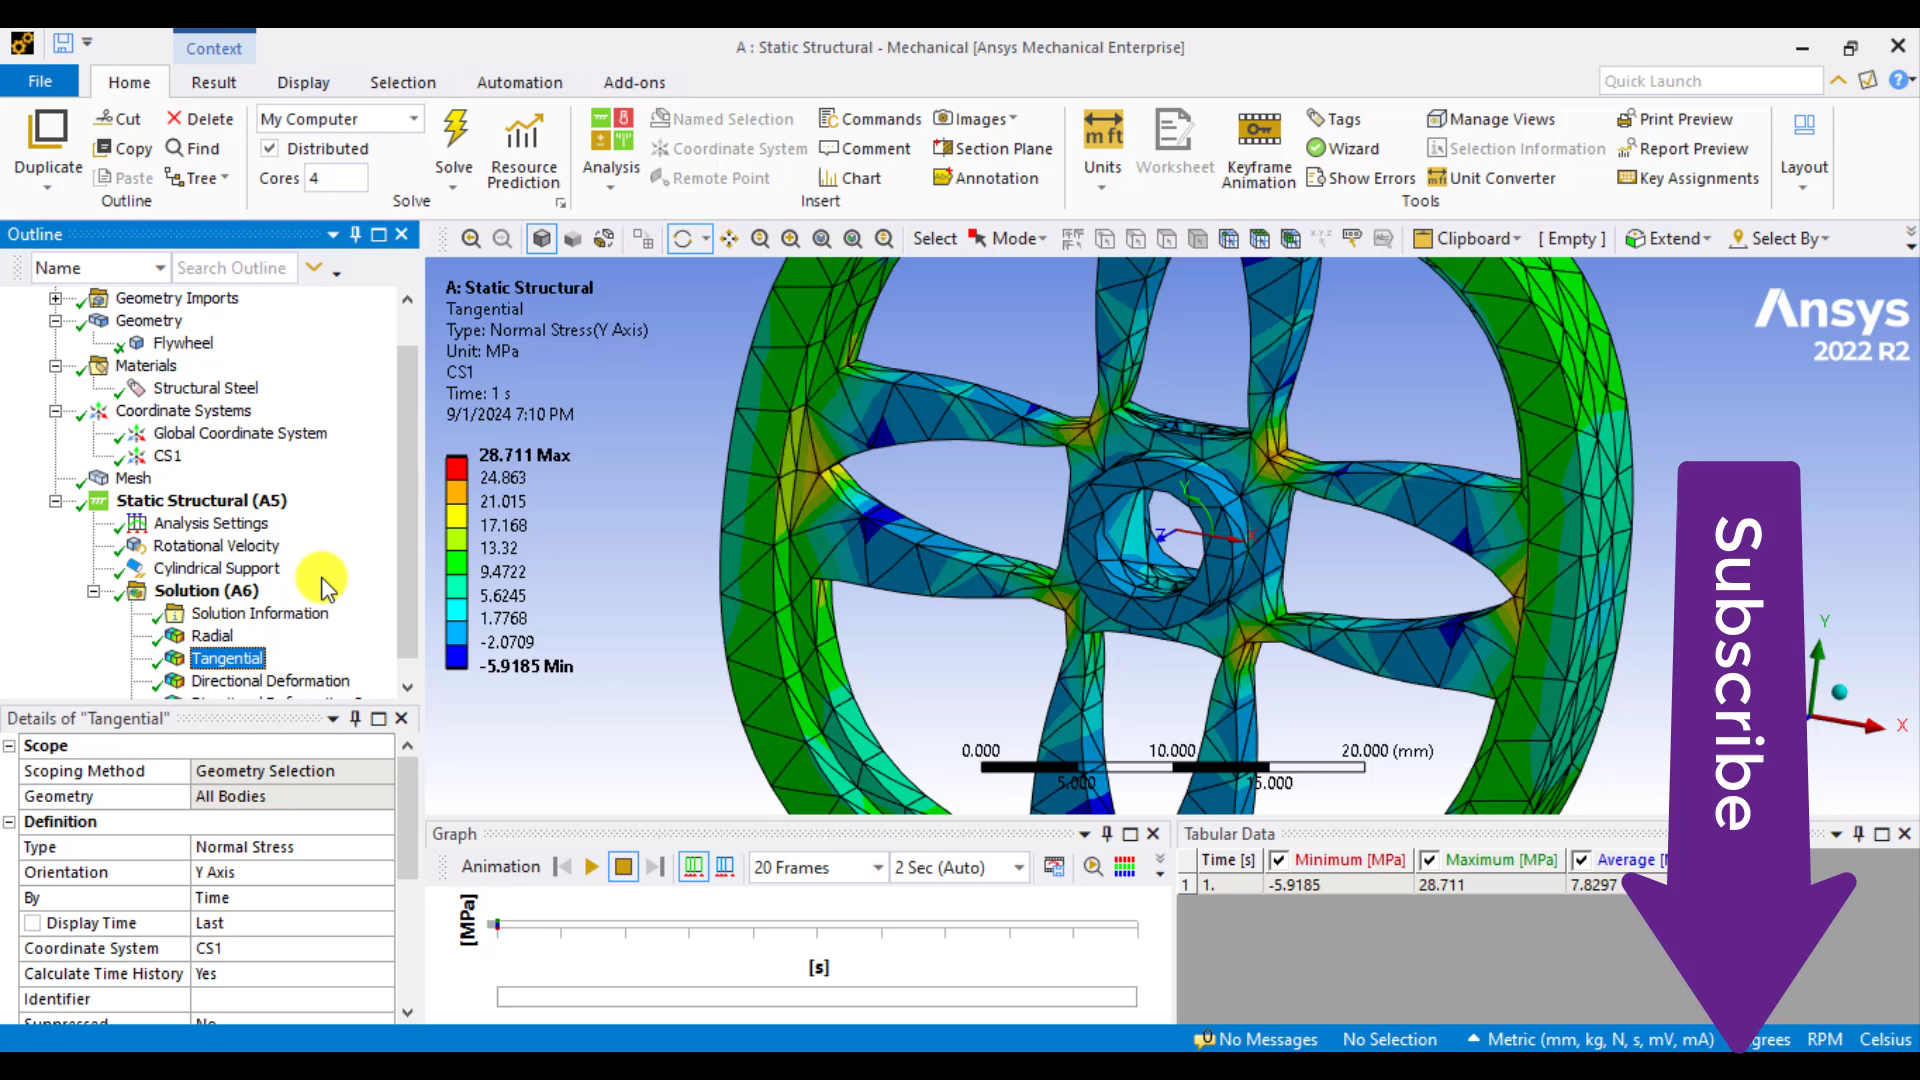 Context
A : Static Structural - Mechanical [Ansys Mechanical Enterprise]
File
Home
Result
Display
Selection
Automation
Add-ons
Quick Launch
Duplicate
Cut
Copy
Paste
Delete
Find
Tree
Outline
My Computer
Distributed
Cores 4
Solve
Resource Prediction
Solve
Analysis
Named Selection
Coordinate System
Remote Point
Commands
Comment
Chart
Images
Section Plane
Annotation
Insert
Units
Worksheet
Keyframe Animation
Tags
Wizard
Show Errors
Manage Views
Selection Information
Unit Converter
Print Preview
Report Preview
Key Assignments
Tools
Layout
Outline
Name
Search Outline
Select
Mode
Clipboard
[ Empty ]
Extend
Select By
Geometry Imports
Geometry
Flywheel
Materials
Structural Steel
Coordinate Systems
Global Coordinate System
CS1
Mesh
Static Structural (A5)
Analysis Settings
Rotational Velocity
Cylindrical Support
Solution (A6)
Solution Information
Radial
Tangential
Directional Deformation
A: Static Structural
Tangential
Type: Normal Stress(Y Axis)
Unit: MPa
CS1
Time: 1 s
9/1/2024 7:10 PM
28.711 Max
24.863
21.015
17.168
13.32
9.4722
5.6245
1.7768
-2.0709
-5.9185 Min
Ansys
2022 R2
Y
X
Z
Y
X
0.000
10.000
20.000 (mm)
5.000
15.000
Subscribe
Details of "Tangential"
Scope
Scoping Method Geometry Selection
Geometry All Bodies
Definition
Type Normal Stress
Orientation Y Axis
By Time
Display Time Last
Coordinate System CS1
Calculate Time History Yes
Identifier
Suppressed No
Graph
Animation
20 Frames
2 Sec (Auto)
[MPa]
[s]
Tabular Data
Time [s] Minimum [MPa] Maximum [MPa] Average
1 1. -5.9185 28.711 7.8297
0 No Messages
No Selection
Metric (mm, kg, N, s, mV, mA)
RPM
Celsius